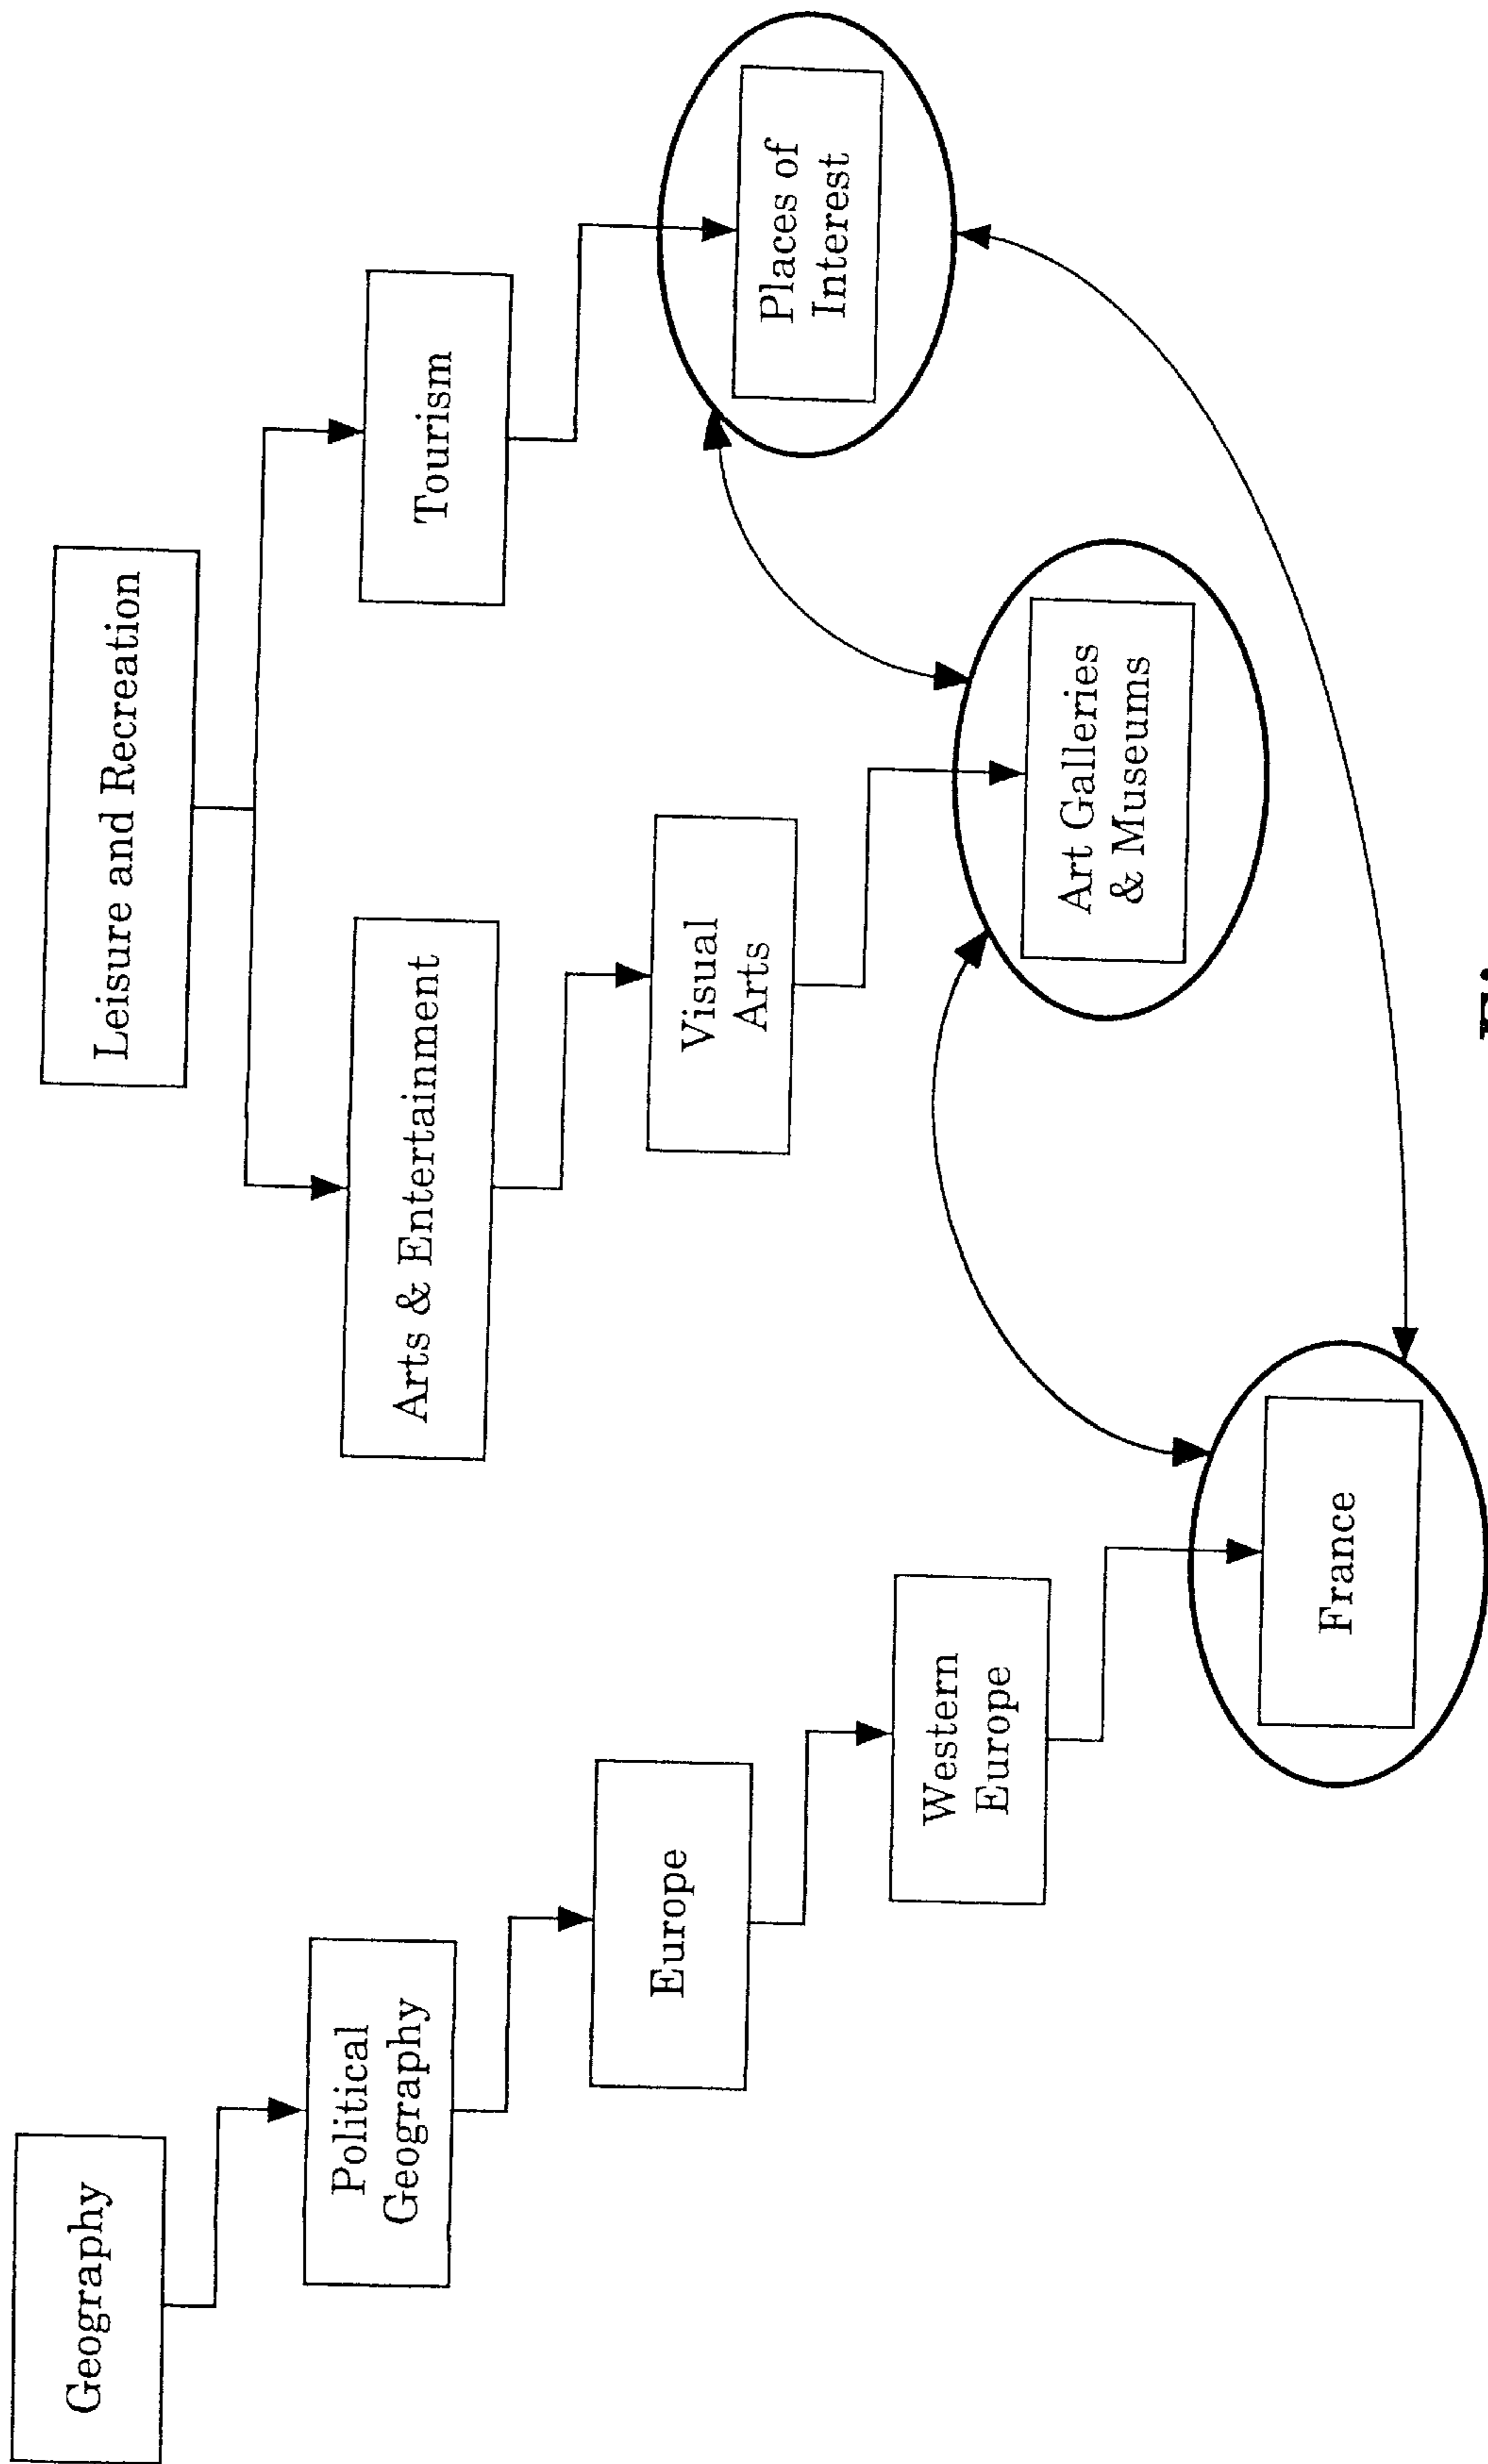 Geography
Political
Geography
Europe
Western
Europe
France
Leisure and Recreation
Arts & Entertainment
Visual
Arts
Art Galleries
& Museums
Tourism
Places of
Interest